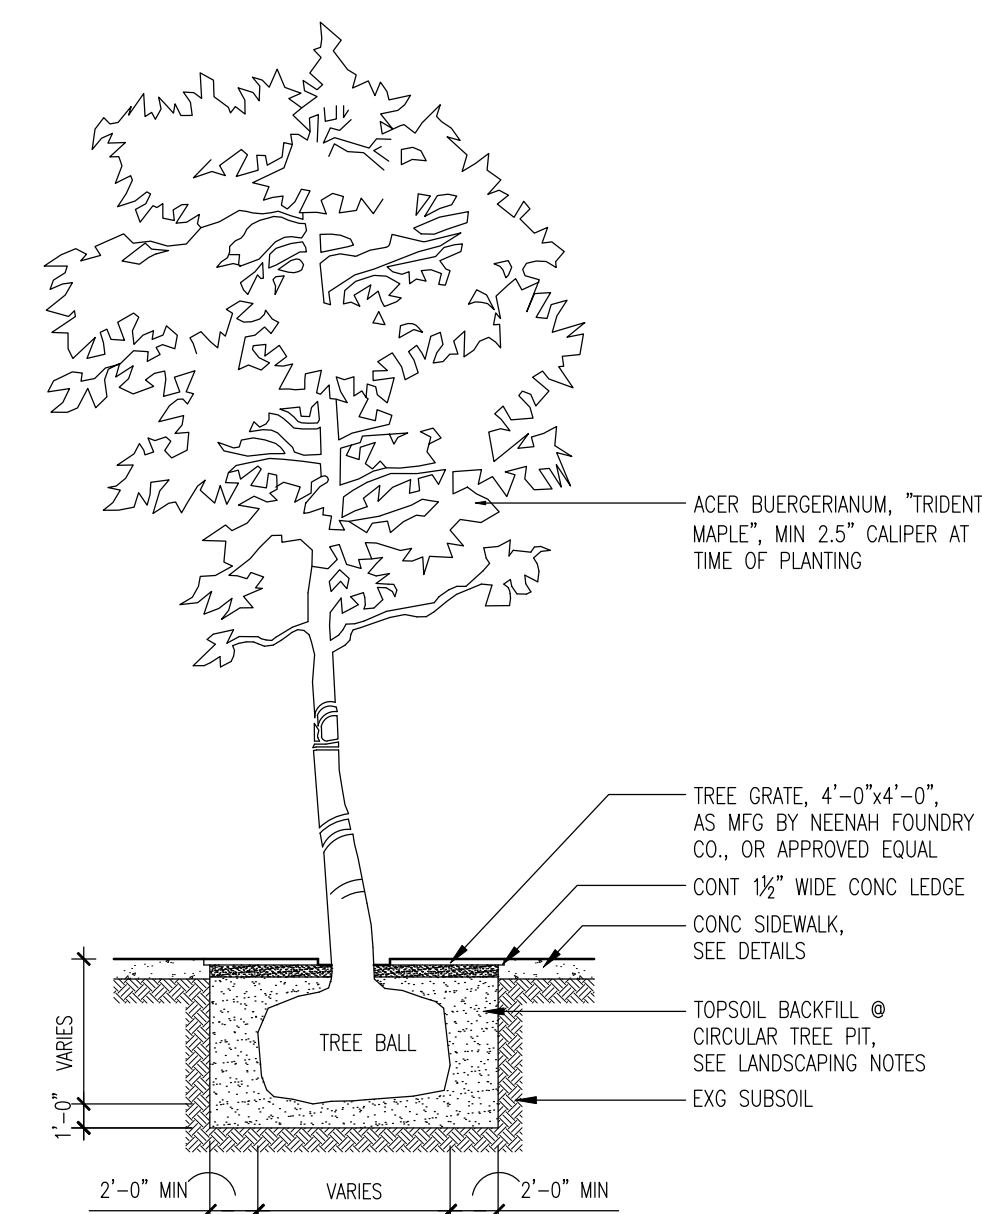 ACER BUERGERIANUM, "TRIDENT
MAPLE", MIN 2.5" CALIPER AT
TIME OF PLANTING
TREE GRATE, 4'-0"x4'-0",
AS MFG BY NEENAH FOUNDRY
CO., OR APPROVED EQUAL
CONT 1½" WIDE CONC LEDGE
CONC SIDEWALK,
SEE DETAILS
TOPSOIL BACKFILL @
CIRCULAR TREE PIT,
SEE LANDSCAPING NOTES
EXG SUBSOIL
TREE BALL
VARIES
1'-0"
2'-0" MIN
VARIES
2'-0" MIN